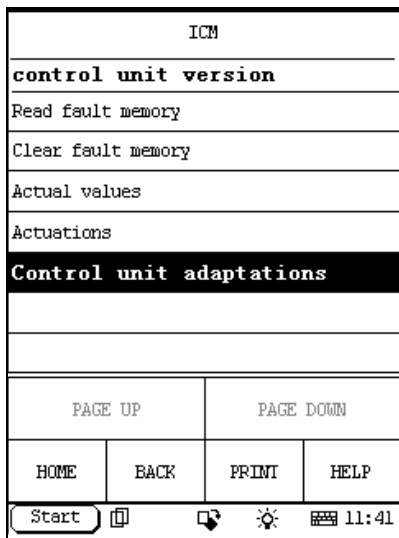 ICM
control unit version
Read fault memory
Clear fault memory
Actual values
Actuations
Control unit adaptations
PAGE UP PAGE DOWN
HOME BACK PRINT HELP
Start 11:41